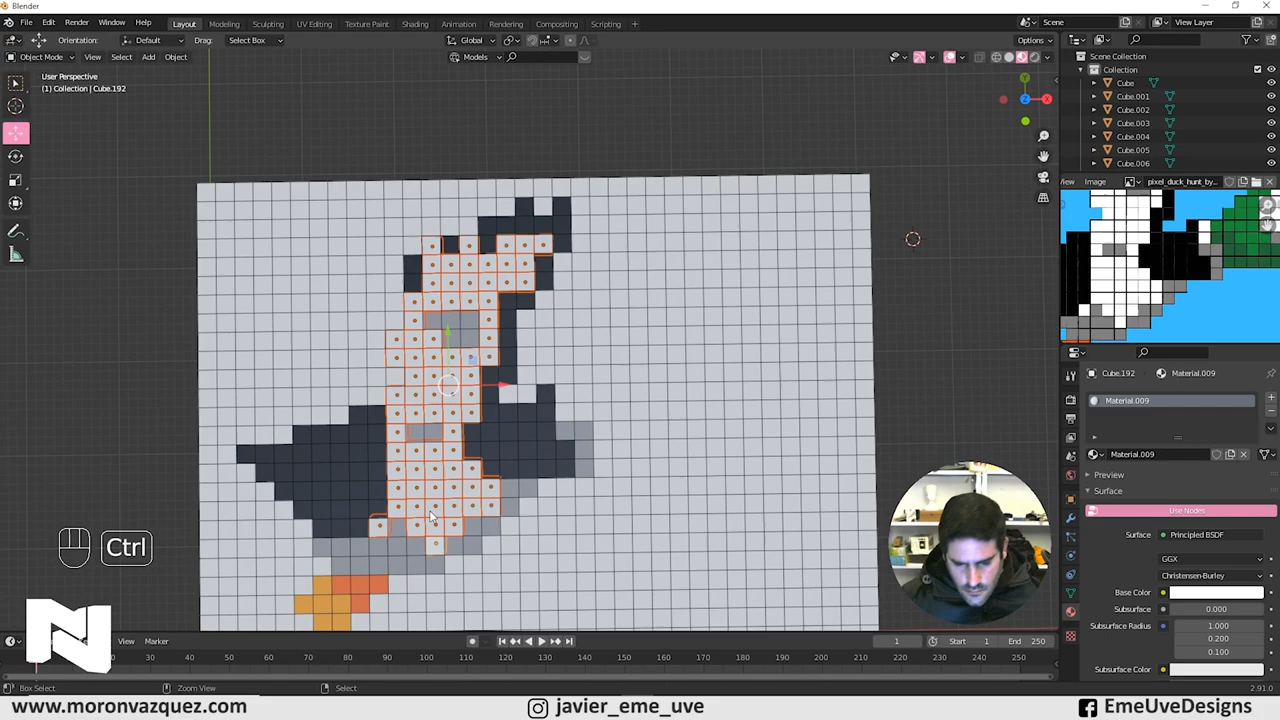 Blender
File Edit Render Window Help
Layout Modeling Sculpting UV Editing Texture Paint Shading Animation Rendering Compositing Scripting +
Scene
View Layer
Orientation: Default Drag: Select Box
Global
Options
Object Mode View Select Add Object
Models
User Perspective
(1) Collection | Cube.192
Y
Z
X
Scene Collection
Collection
Cube
Cube.001
Cube.002
Cube.003
Cube.004
Cube.005
Cube.006
View Image pixel_duck_hunt_by...
Cube.192 Material.009
Material.009
Material.009
Preview
Surface
Use Nodes
Surface: Principled BSDF
GGX
Christensen-Burley
Base Color
Subsurface 0.000
Subsurface Radius 1.000
0.200
0.100
Subsurface Color
Ctrl
N
View Marker
1 Start 1 End 250
30 40 50 60 70 80 90 100 110 120 130 140 150 160 170 180 190 200 210 220 230 240 250
Box Select Zoom View Select 2.91.0
www.moronvazquez.com javier_eme_uve EmeUveDesigns